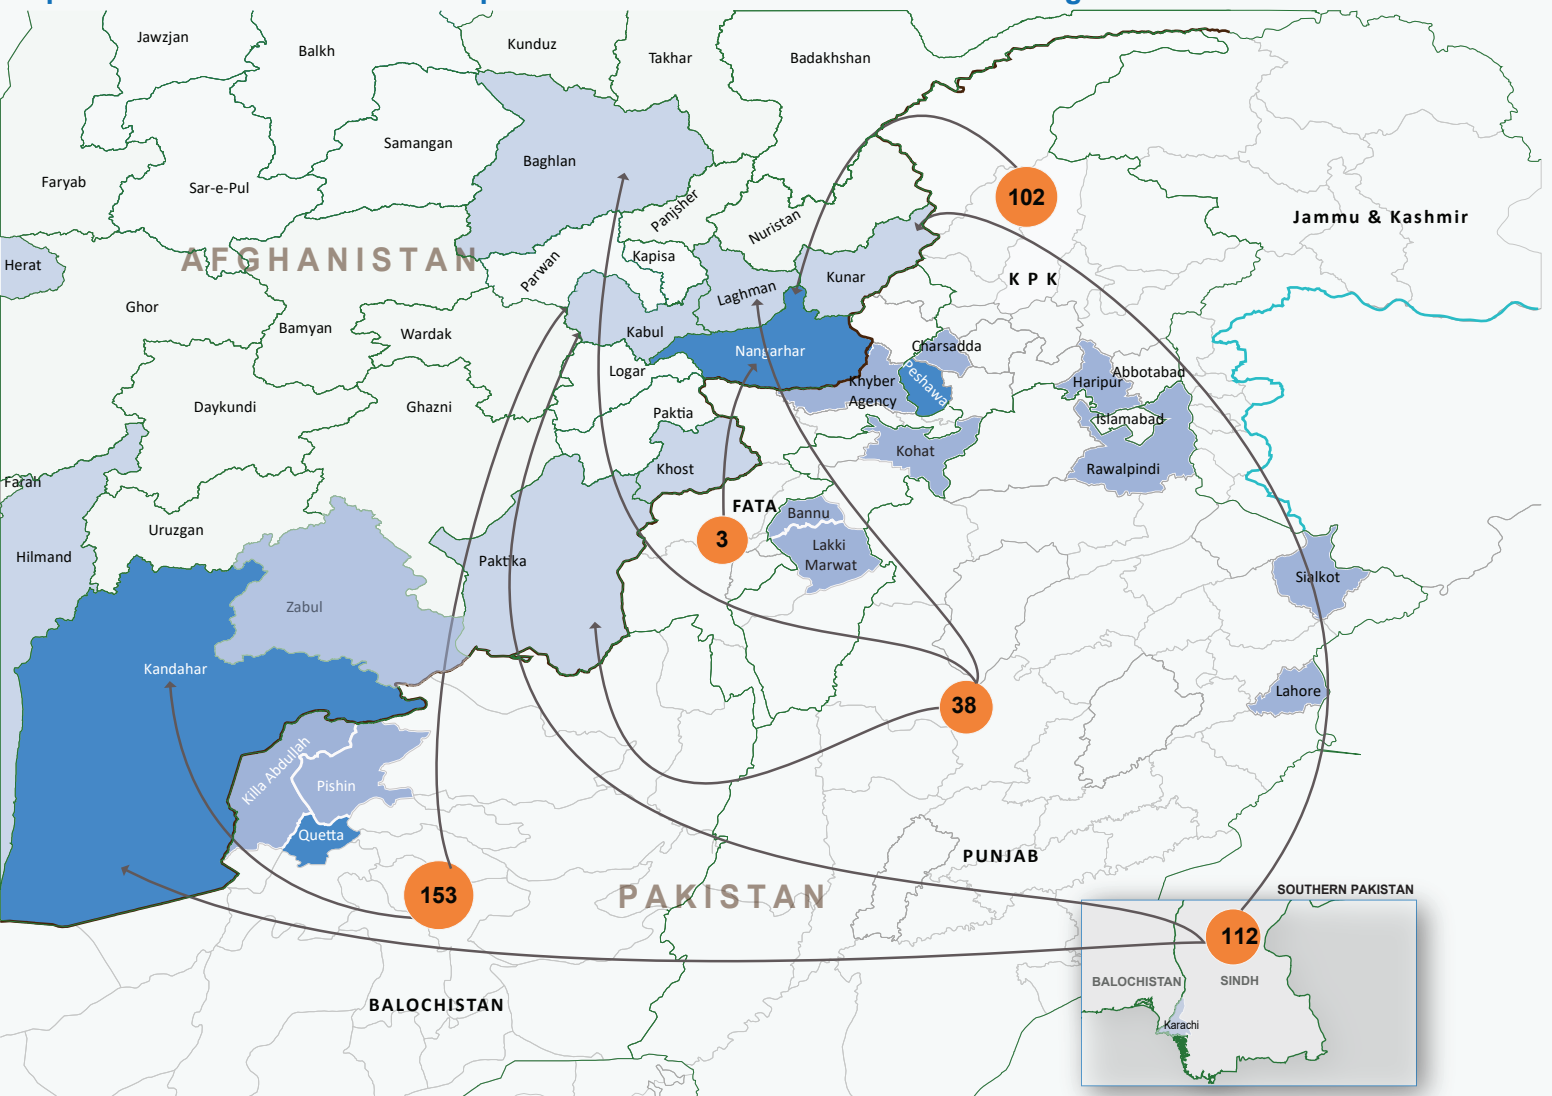 Jawzjan
Balkh
Kunduz
Takhar
Badakhshan
Samangan
Baghlan
Faryab
Sar-e-Pul
Panjsher
102
Jammu & Kashmir
Nuristan
AFGHANISTAN
Herat
Parwan
Kapisa
Kunar
KPK
Laghman
Ghor
Bamyan
Wardak
Kabul
Nangarhar
Charsadda
Logar
Khyber
Agency
Peshawa
Haripur
Abbotabad
Daykundi
Ghazni
Paktia
Islamabad
Kohat
Khost
Rawalpindi
Farah
FATA
Bannu
Uruzgan
3
Lakki
Marwat
Hilmand
Paktika
Sialkot
Zabul
Kandahar
Lahore
38
Killa Abdullah
Pishin
Quetta
PUNJAB
153
PAKISTAN
SOUTHERN PAKISTAN
112
BALOCHISTAN
SINDH
BALOCHISTAN
Karachi